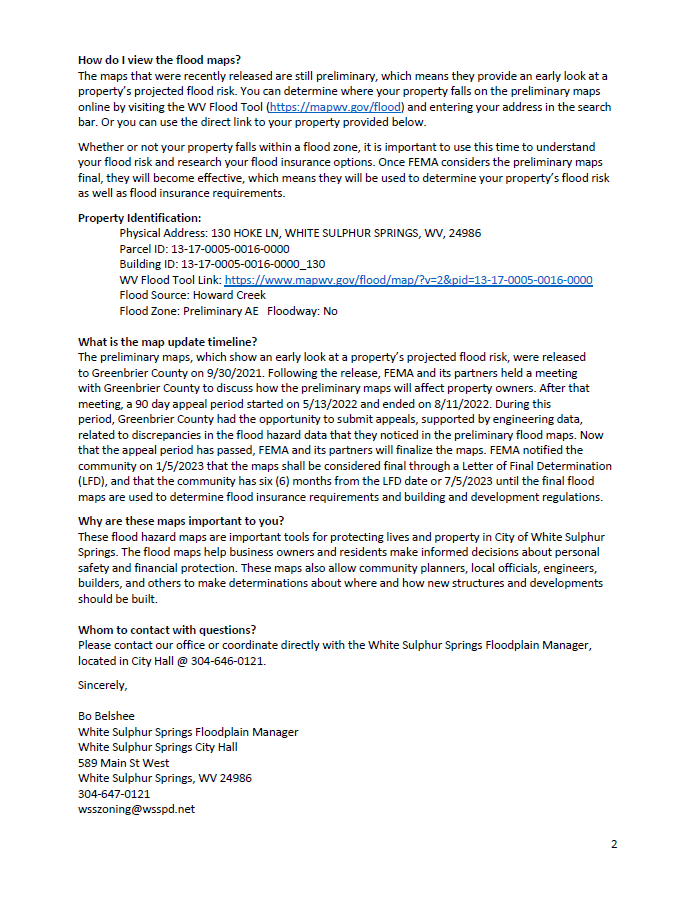 How do I view the flood maps?
The maps that were recently released are still preliminary, which means they provide an early look at a
property's projected flood risk. You can determine where your property falls on the preliminary maps
online by visiting the WV Flood Tool (https://mapwv.gov/flood) and entering your address in the search
bar. Or you can use the direct link to your property provided below.
Whether or not your property falls within a flood zone, it is important to use this time to understand
your flood risk and research your flood insurance options. Once FEMA considers the preliminary maps
final, they will become effective, which means they will be used to determine your property's flood risk
as well as flood insurance requirements.
Property Identification:
Physical Address: 130 HOKE LN, WHITE SULPHUR SPRINGS, WV, 24986
Parcel ID: 13-17-0005-0016-0000
Building ID: 13-17-0005-0016-0000_130
WV Flood Tool Link: https://www.mapwv.gov/flood/map/?v=2&pid=13-17-0005-0016-0000
Flood Source: Howard Creek
Flood Zone: Preliminary AE Floodway: No
What is the map update timeline?
The preliminary maps, which show an early look at a property's projected flood risk, were released
to Greenbrier County on 9/30/2021. Following the release, FEMA and its partners held a meeting
with Greenbrier County to discuss how the preliminary maps will affect property owners. After that
meeting, a 90 day appeal period started on 5/13/2022 and ended on 8/11/2022. During this
period, Greenbrier County had the opportunity to submit appeals, supported by engineering data,
related to discrepancies in the flood hazard data that they noticed in the preliminary flood maps. Now
that the appeal period has passed, FEMA and its partners will finalize the maps. FEMA notified the
community on 1/5/2023 that the maps shall be considered final through a Letter of Final Determination
(LFD), and that the community has six (6) months from the LFD date or 7/5/2023 until the final flood
maps are used to determine flood insurance requirements and building and development regulations.
Why are these maps important to you?
These flood hazard maps are important tools for protecting lives and property in City of White Sulphur
Springs. The flood maps help business owners and residents make informed decisions about personal
safety and financial protection. These maps also allow community planners, local officials, engineers,
builders, and others to make determinations about where and how new structures and developments
should be built.
Whom to contact with questions?
Please contact our office or coordinate directly with the White Sulphur Springs Floodplain Manager,
located in City Hall @ 304-646-0121.
Sincerely,
Bo Belshee
White Sulphur Springs Floodplain Manager
White Sulphur Springs City Hall
589 Main St West
White Sulphur Springs, WV 24986
304-647-0121
wsszoning@wsspd.net
2